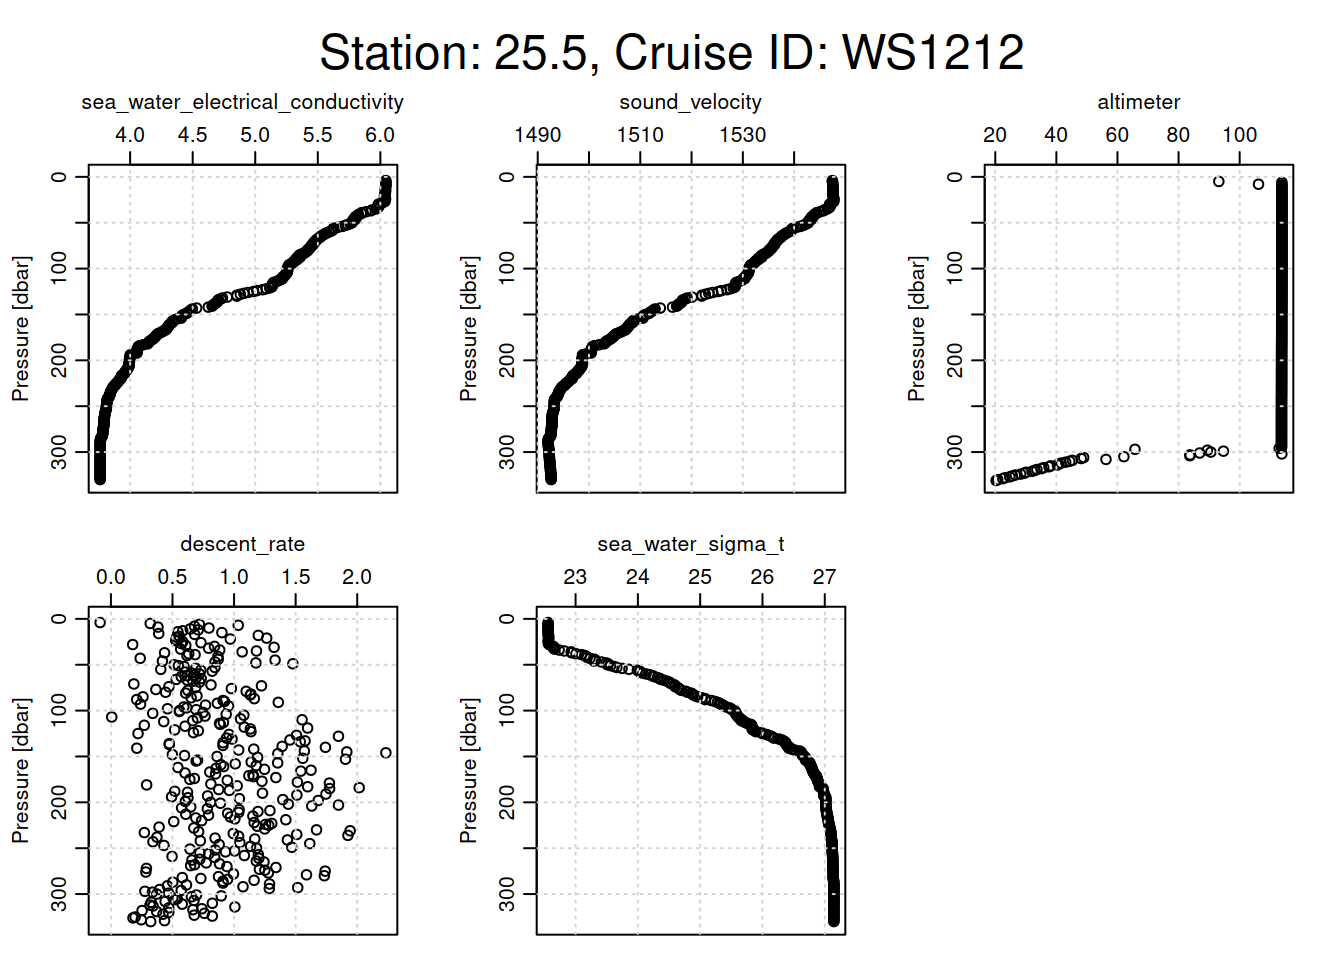 Station: 25.5, Cruise ID: WS1212
sea_water_electrical_conductivity
4.0 4.5 5.0 5.5 6.0
Pressure [dbar]
0 100 200 300
sound_velocity
1490 1510 1530
Pressure [dbar]
0 100 200 300
altimeter
20 40 60 80 100
Pressure [dbar]
0 100 200 300
descent_rate
0.0 0.5 1.0 1.5 2.0
Pressure [dbar]
0 100 200 300
sea_water_sigma_t
23 24 25 26 27
Pressure [dbar]
0 100 200 300